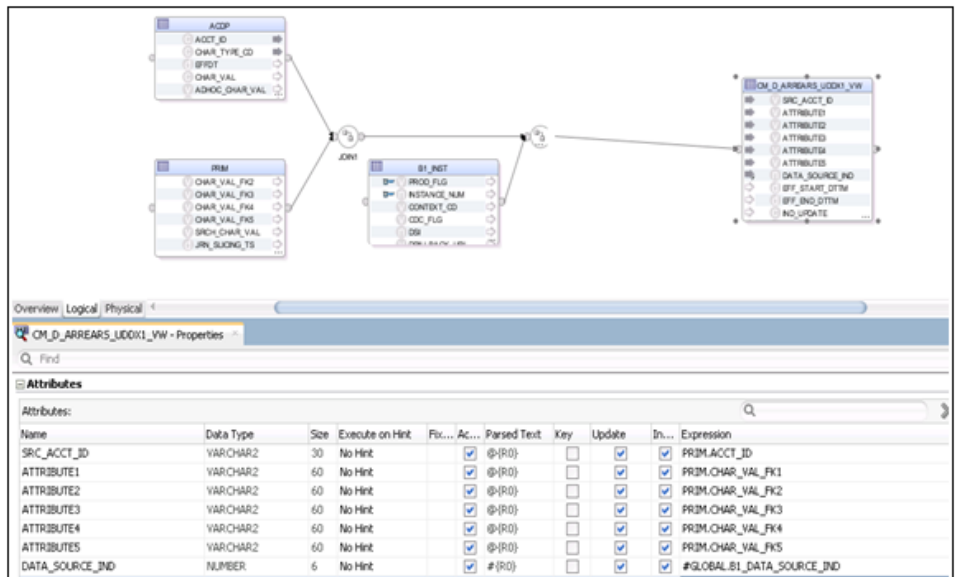 ACDP
ACCT_ID
CHAR_TYPE_CD
EFFDT
CHAR_VAL
ADHOC_CHAR_VAL
PRIM
CHAR_VAL_FK2
CHAR_VAL_FK3
CHAR_VAL_FK4
CHAR_VAL_FK5
SRCH_CHAR_VAL
JRN_SLICING_TS
JOIN1
B1_INST
PROD_FLG
INSTANCE_NUM
CONTEXT_CD
CDC_FLG
DSI
CM_D_ARREARS_UDDX1_VW
SRC_ACCT_ID
ATTRIBUTE1
ATTRIBUTE2
ATTRIBUTE3
ATTRIBUTE4
ATTRIBUTE5
DATA_SOURCE_IND
EFF_START_DTTM
EFF_END_DTTM
IND_UPDATE
Overview Logical Physical
CM_D_ARREARS_UDDX1_VW - Properties
Find
Attributes
Attributes:
Name Data Type Size Execute on Hint Fix... Ac... Parsed Text Key Update In... Expression
SRC_ACCT_ID VARCHAR2 30 No Hint @{R0} PRIM.ACCT_ID
ATTRIBUTE1 VARCHAR2 60 No Hint @{R0} PRIM.CHAR_VAL_FK1
ATTRIBUTE2 VARCHAR2 60 No Hint @{R0} PRIM.CHAR_VAL_FK2
ATTRIBUTE3 VARCHAR2 60 No Hint @{R0} PRIM.CHAR_VAL_FK3
ATTRIBUTE4 VARCHAR2 60 No Hint @{R0} PRIM.CHAR_VAL_FK4
ATTRIBUTE5 VARCHAR2 60 No Hint @{R0} PRIM.CHAR_VAL_FK5
DATA_SOURCE_IND NUMBER 6 No Hint #{R0} #GLOBAL.B1_DATA_SOURCE_IND